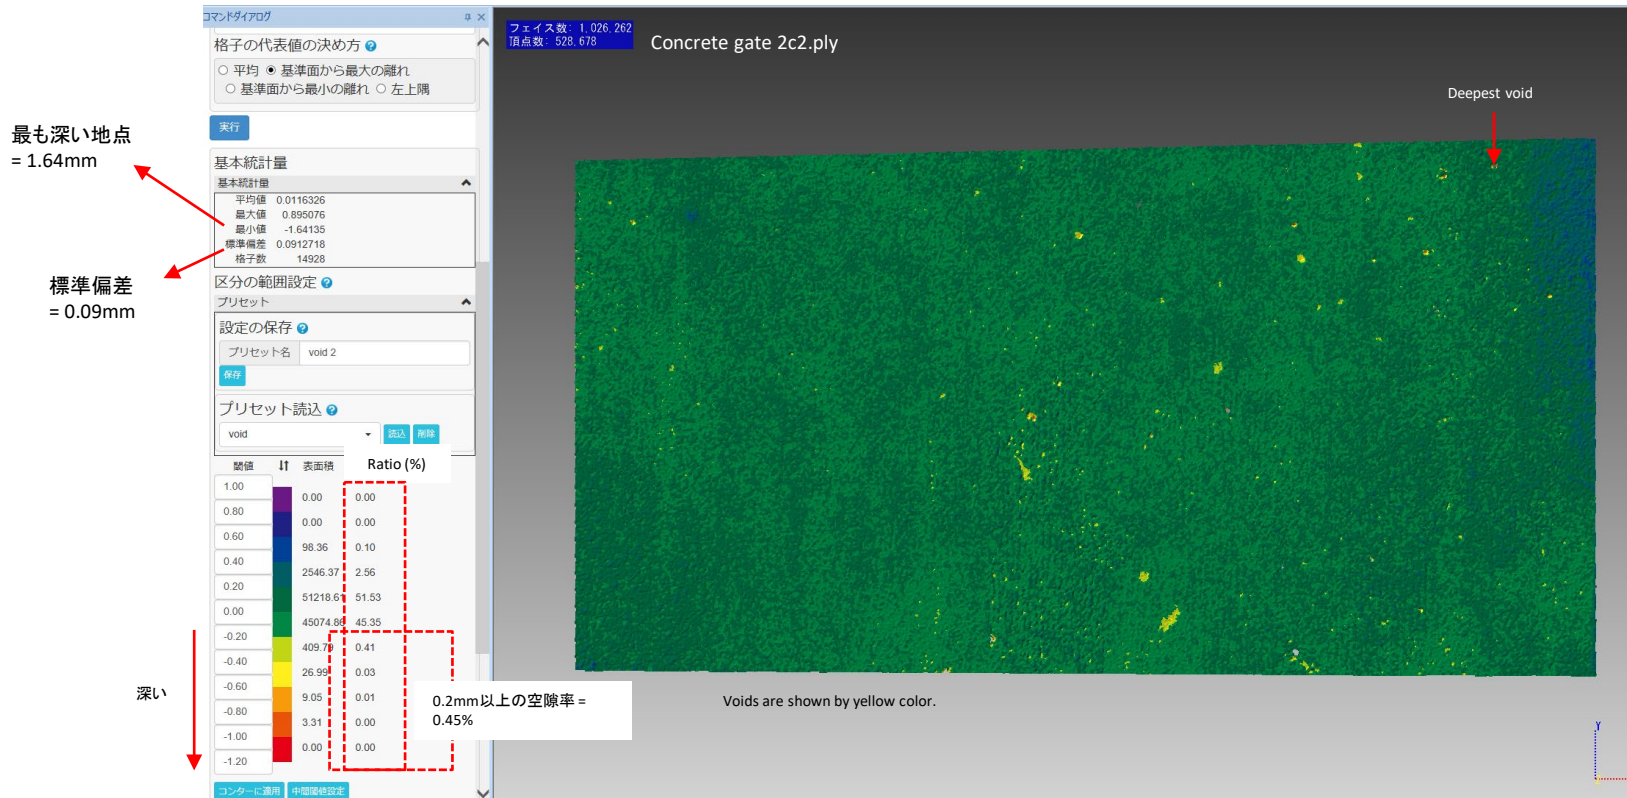 コマンドダイアログ
格子の代表値の決め方
平均 基準面から最大の離れ
基準面から最小の離れ 左上隅
実行
最も深い地点
= 1.64mm
基本統計量
基本統計量
平均値 0.0116326
最大値 0.895076
最小値 -1.64135
標準偏差 0.0912718
格子数 14928
標準偏差
= 0.09mm
区分の範囲設定
プリセット
設定の保存
プリセット名 void 2
保存
プリセット読込
void 読込 削除
閾値 表面積 Ratio (%)
1.00
0.00 0.00
0.80
0.00 0.00
0.60
98.36 0.10
0.40
2546.37 2.56
0.20
51218.61 51.53
0.00
45074.86 45.35
-0.20
409.79 0.41
-0.40
26.99 0.03
-0.60
9.05 0.01
-0.80
3.31 0.00
-1.00
0.00 0.00
-1.20
深い
0.2mm以上の空隙率 =
0.45%
コンターに適用 中間閾値設定
フェイス数: 1,026,262
頂点数: 528,678
Concrete gate 2c2.ply
Deepest void
Voids are shown by yellow color.
Y